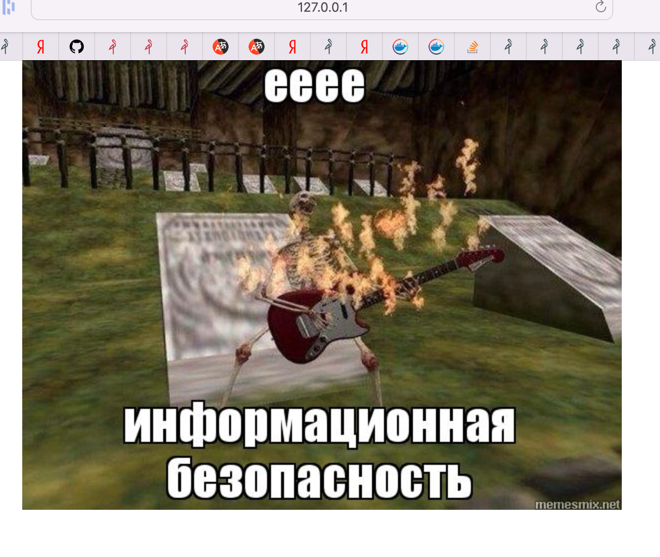 127.0.0.1
ееее
информационная
безопасность
memesmix.net